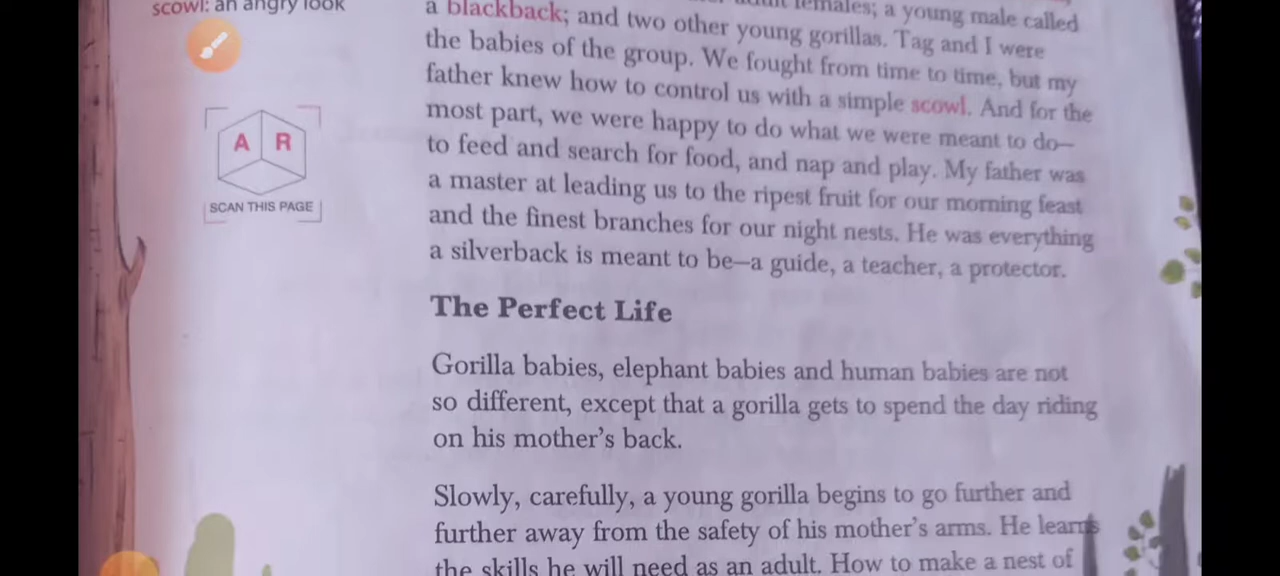 scowl: an angry look
A R
SCAN THIS PAGE
females; a young male called
a blackback; and two other young gorillas. Tag and I were
the babies of the group. We fought from time to time, but my
father knew how to control us with a simple scowl. And for the
most part, we were happy to do what we were meant to do—
to feed and search for food, and nap and play. My father was
a master at leading us to the ripest fruit for our morning feast
and the finest branches for our night nests. He was everything
a silverback is meant to be—a guide, a teacher, a protector.
The Perfect Life
Gorilla babies, elephant babies and human babies are not
so different, except that a gorilla gets to spend the day riding
on his mother's back.
Slowly, carefully, a young gorilla begins to go further and
further away from the safety of his mother's arms. He learns
the skills he will need as an adult. How to make a nest of